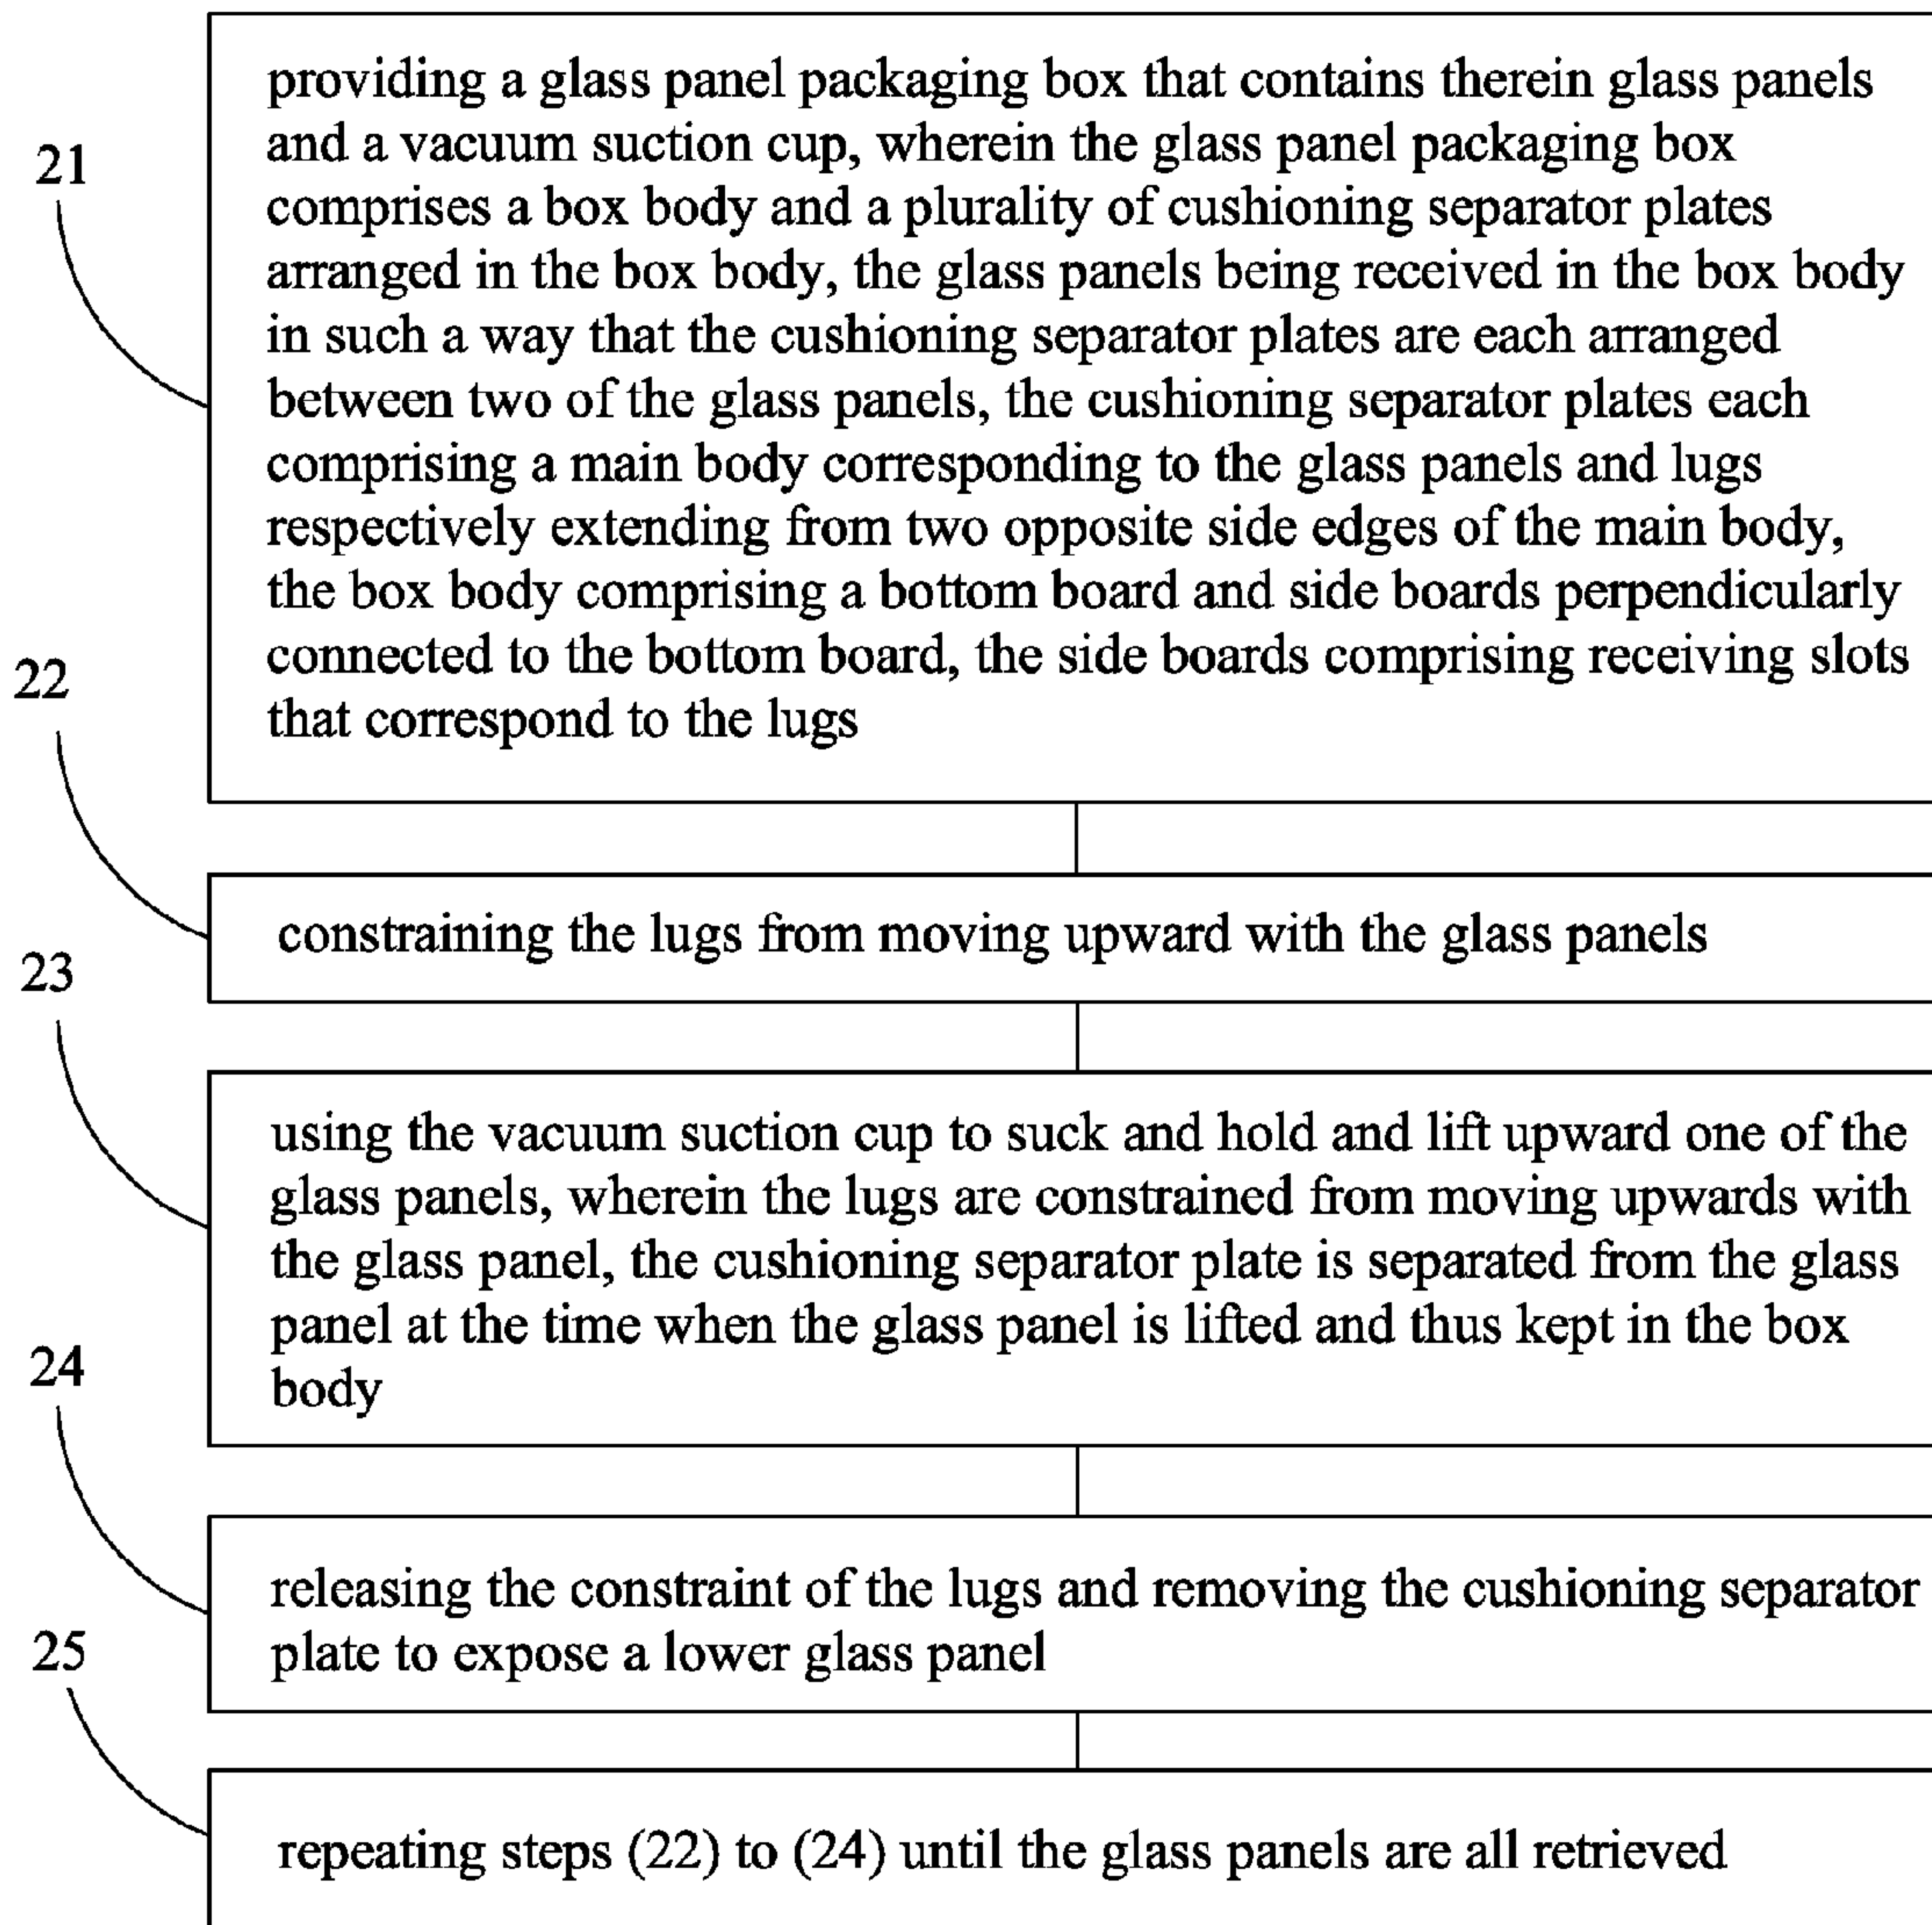 21
providing a glass panel packaging box that contains therein glass panels
and a vacuum suction cup, wherein the glass panel packaging box
comprises a box body and a plurality of cushioning separator plates
arranged in the box body, the glass panels being received in the box body
in such a way that the cushioning separator plates are each arranged
between two of the glass panels, the cushioning separator plates each
comprising a main body corresponding to the glass panels and lugs
respectively extending from two opposite side edges of the main body,
the box body comprising a bottom board and side boards perpendicularly
connected to the bottom board, the side boards comprising receiving slots
that correspond to the lugs
22
constraining the lugs from moving upward with the glass panels
23
using the vacuum suction cup to suck and hold and lift upward one of the
glass panels, wherein the lugs are constrained from moving upwards with
the glass panel, the cushioning separator plate is separated from the glass
panel at the time when the glass panel is lifted and thus kept in the box
body
24
releasing the constraint of the lugs and removing the cushioning separator
plate to expose a lower glass panel
25
repeating steps (22) to (24) until the glass panels are all retrieved